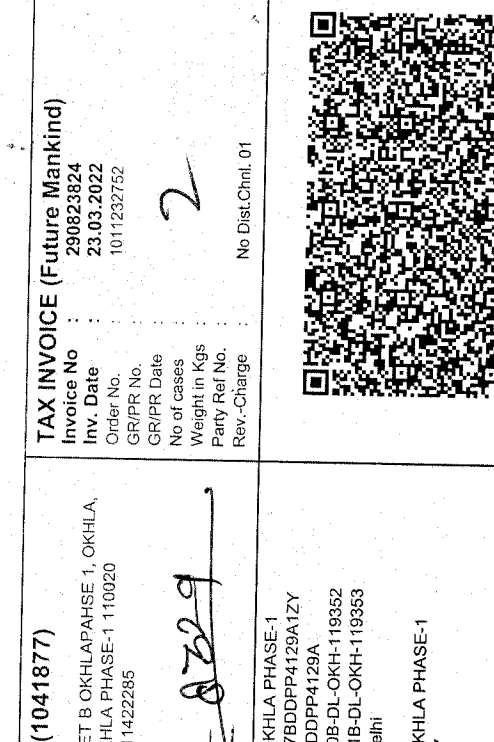 TAX INVOICE (Future Mankind)
Invoice No : 290823824
Inv. Date : 23.03.2022
Order No. : 1011232752
GR/PR No. :
GR/PR Date :
No of cases : 2
Weight in Kgs :
Party Ref No. :
Rev.-Charge : No Dist.Chnl. 01
(1041877)
ET B OKHLAPAHSE 1, OKHLA,
HLA PHASE-1 110020
11422285
8329
KHLA PHASE-1
7BDDPP4129A1ZY
DDPP4129A
0B-DL-OKH-119352
1B-DL-OKH-119353
elhi
KHLA PHASE-1